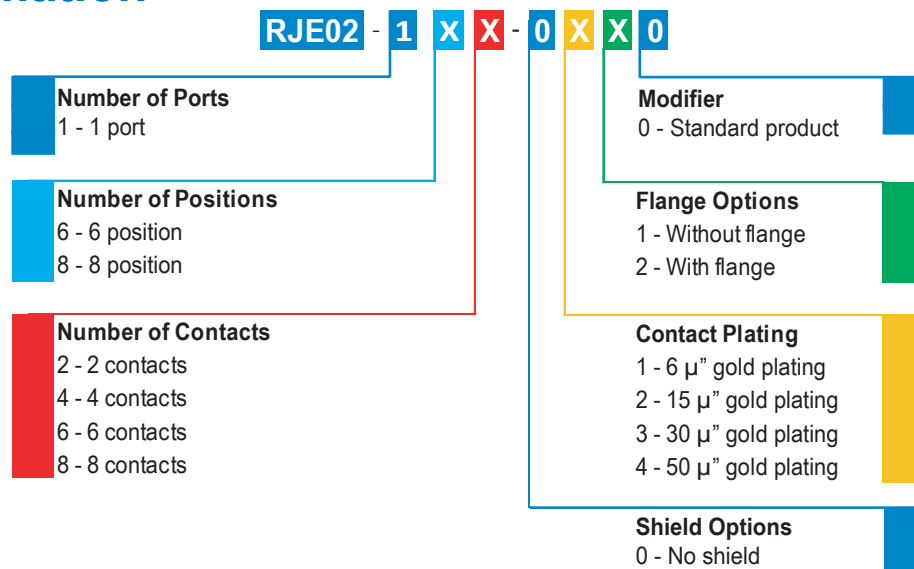 RJE02 - 1 X X - 0 X X 0
Number of Ports
1 - 1 port
Number of Positions
6 - 6 position
8 - 8 position
Number of Contacts
2 - 2 contacts
4 - 4 contacts
6 - 6 contacts
8 - 8 contacts
Modifier
0 - Standard product
Flange Options
1 - Without flange
2 - With flange
Contact Plating
1 - 6 µ” gold plating
2 - 15 µ” gold plating
3 - 30 µ” gold plating
4 - 50 µ” gold plating
Shield Options
0 - No shield